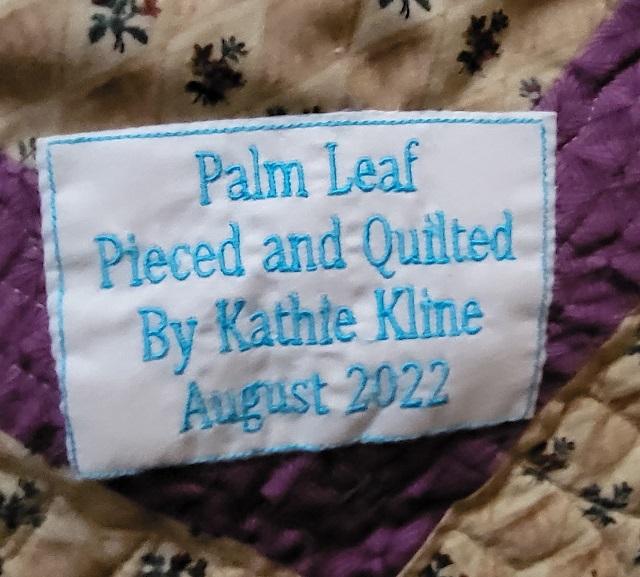 Palm Leaf
Pieced and Quilted
By Kathie Kline
August 2022